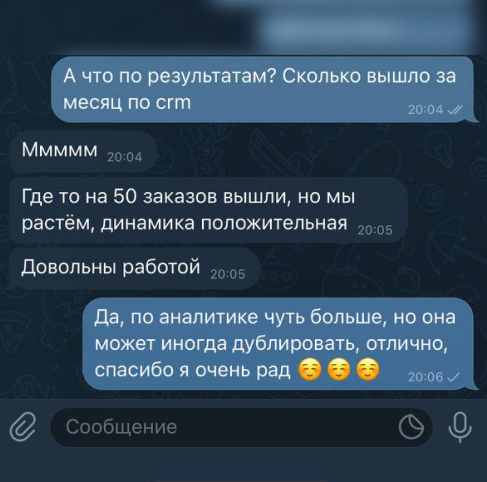 А что по результатам? Сколько вышло за
месяц по crm
20:04
Ммммм 20:04
Где то на 50 заказов вышли, но мы
растём, динамика положительная 20:05
Довольны работой 20:05
Да, по аналитике чуть больше, но она
может иногда дублировать, отлично,
спасибо я очень рад ☺️☺️☺️
20:06
Сообщение